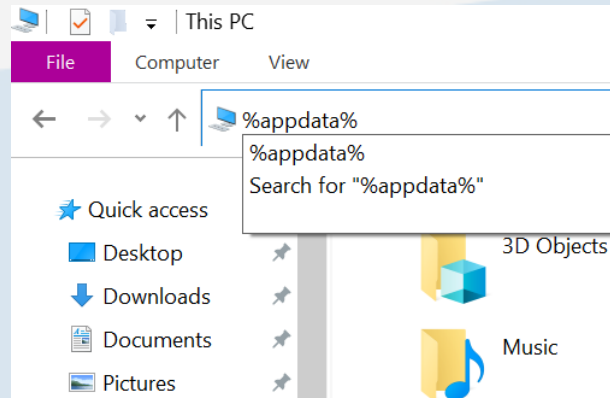 This PC
File Computer View
%appdata%
%appdata%
Search for "%appdata%"
Quick access
Desktop
Downloads
Documents
Pictures
3D Objects
Music